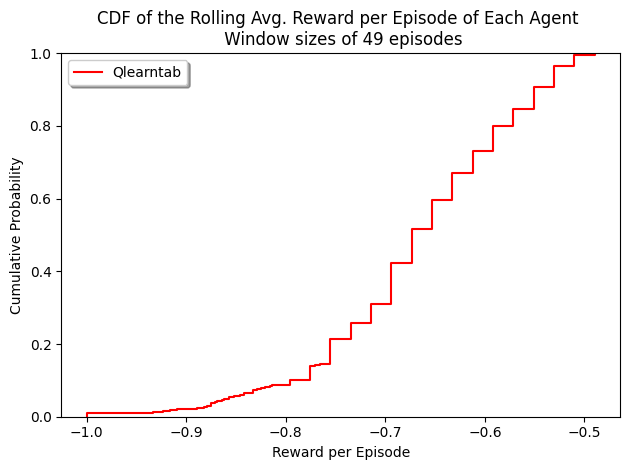 CDF of the Rolling Avg. Reward per Episode of Each Agent
Window sizes of 49 episodes
Qlearntab
Cumulative Probability
1.0
0.8
0.6
0.4
0.2
0.0
−1.0 −0.9 −0.8 −0.7 −0.6 −0.5
Reward per Episode